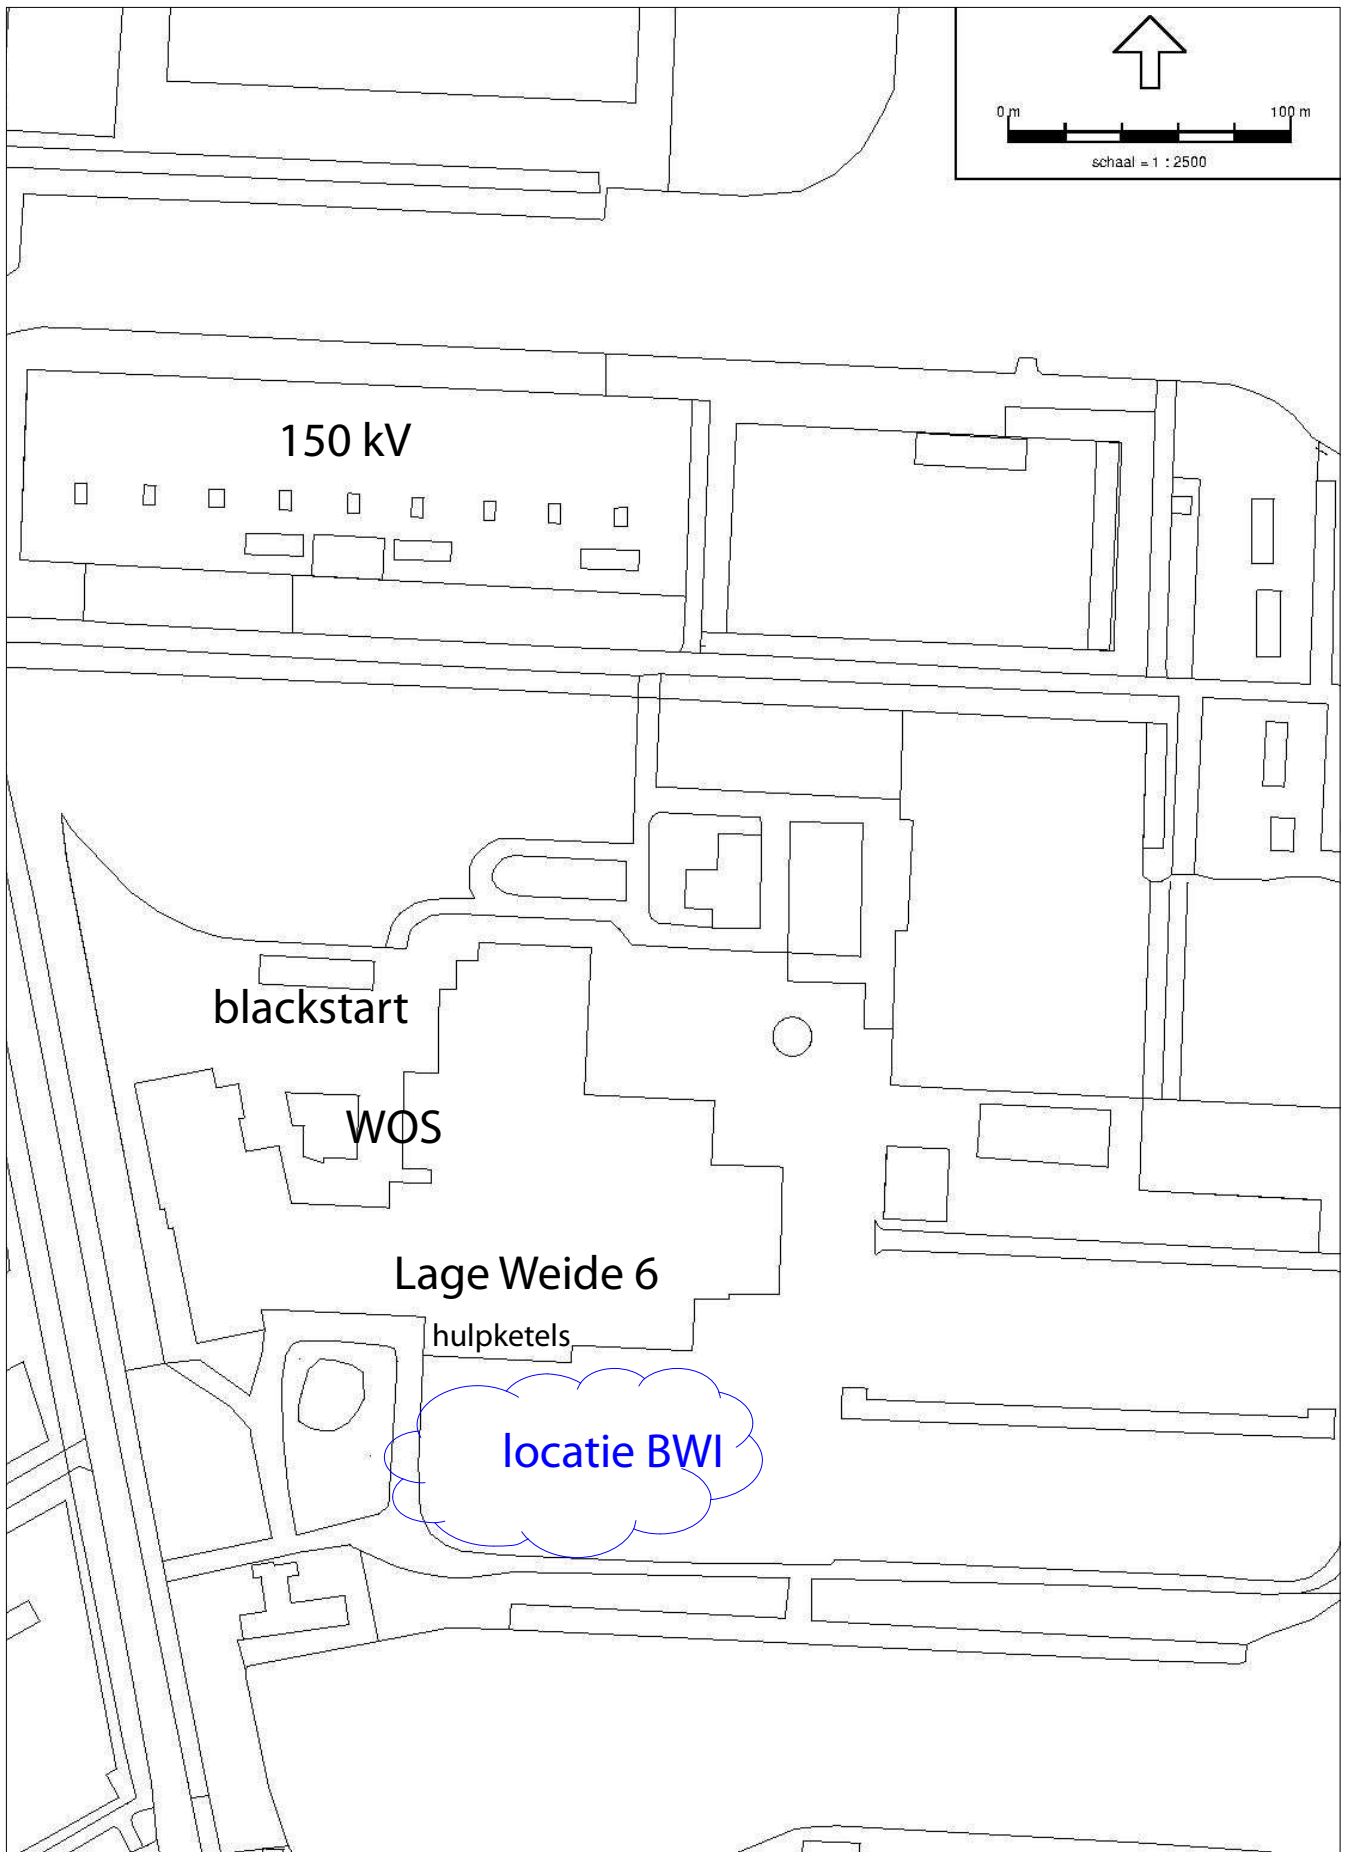 0 m 100 m
schaal = 1 : 2500
150 kV
blackstart
WOS
Lage Weide 6
hulpketels
locatie BWI